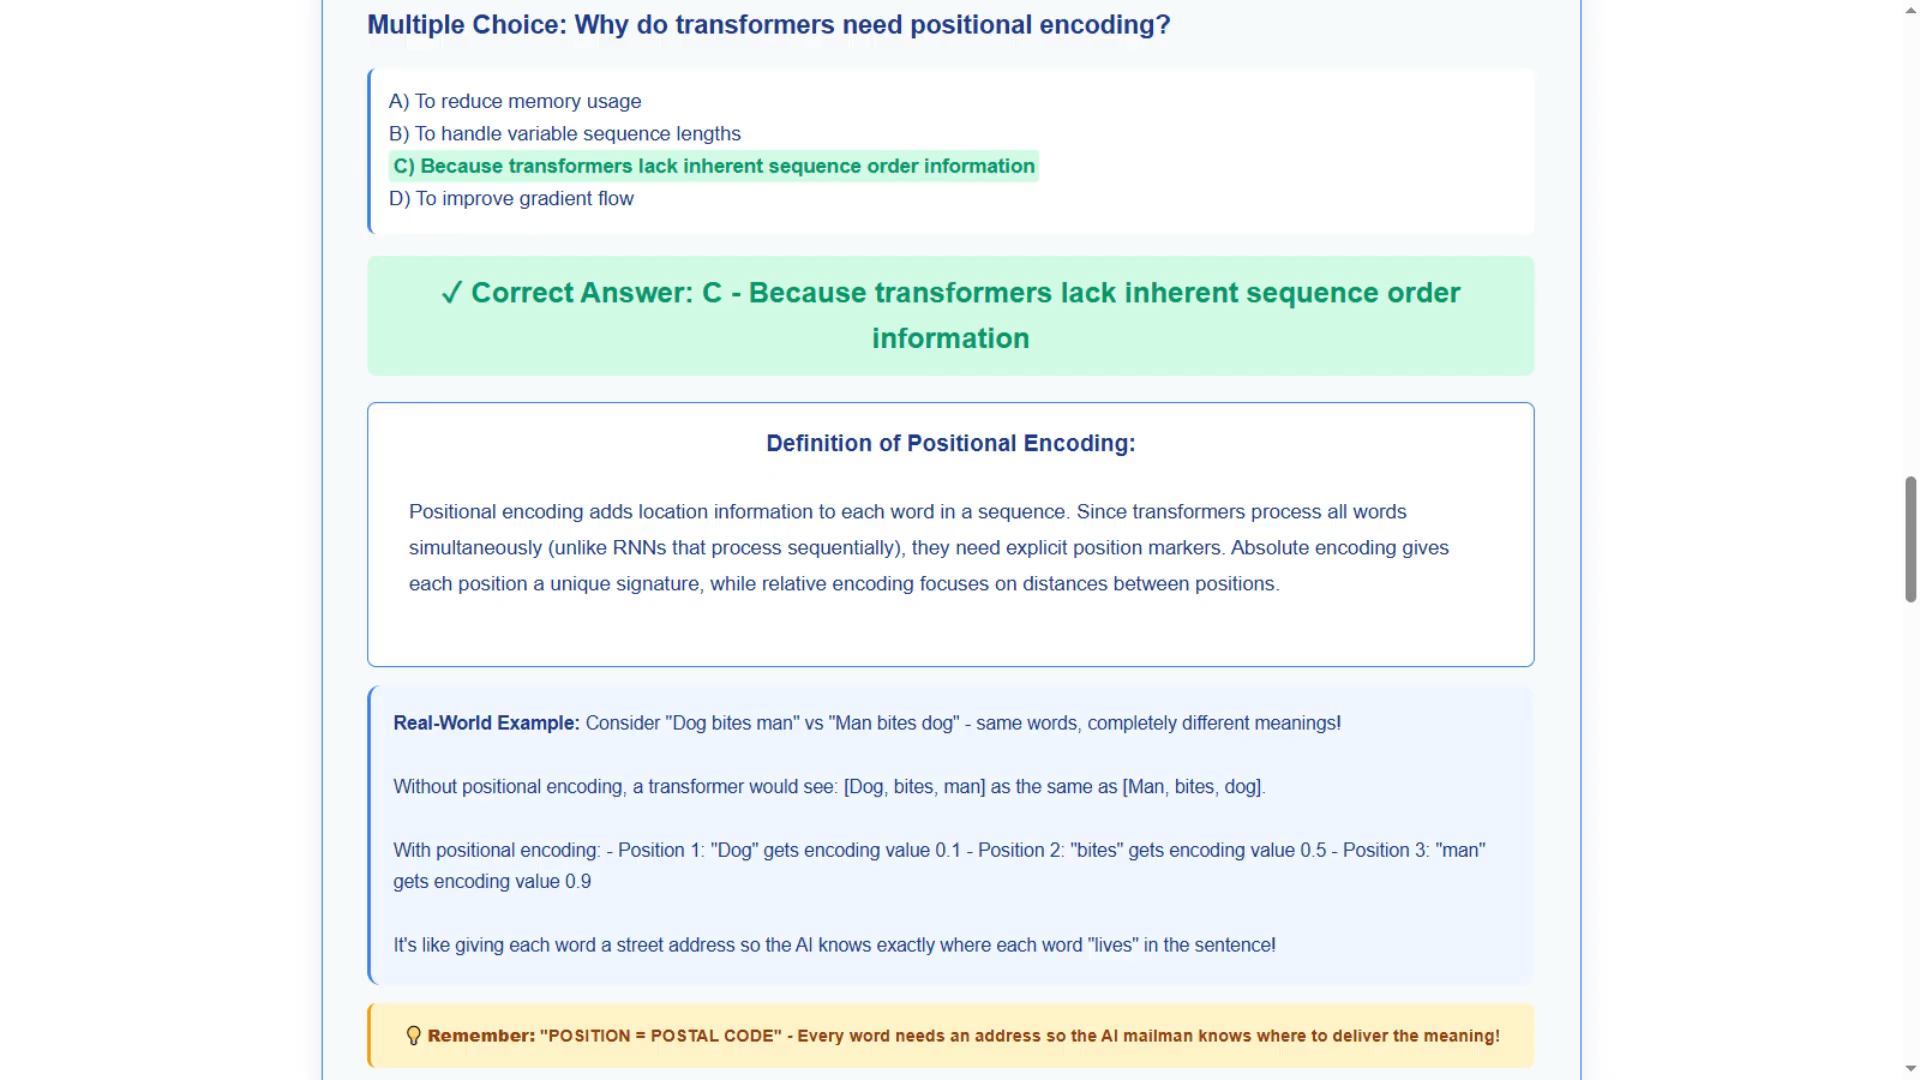 Multiple Choice: Why do transformers need positional encoding?
A) To reduce memory usage
B) To handle variable sequence lengths
C) Because transformers lack inherent sequence order information
D) To improve gradient flow
✓ Correct Answer: C - Because transformers lack inherent sequence order
information
Definition of Positional Encoding:
Positional encoding adds location information to each word in a sequence. Since transformers process all words
simultaneously (unlike RNNs that process sequentially), they need explicit position markers. Absolute encoding gives
each position a unique signature, while relative encoding focuses on distances between positions.
Real-World Example: Consider "Dog bites man" vs "Man bites dog" - same words, completely different meanings!
Without positional encoding, a transformer would see: [Dog, bites, man] as the same as [Man, bites, dog].
With positional encoding: - Position 1: "Dog" gets encoding value 0.1 - Position 2: "bites" gets encoding value 0.5 - Position 3: "man"
gets encoding value 0.9
It's like giving each word a street address so the AI knows exactly where each word "lives" in the sentence!
💡 Remember: "POSITION = POSTAL CODE" - Every word needs an address so the AI mailman knows where to deliver the meaning!